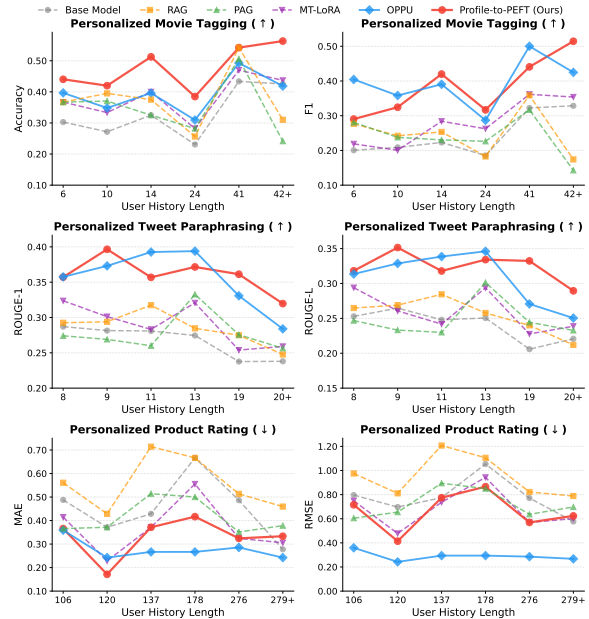 Base Model RAG PAG MT-LoRA OPPU Profile-to-PEFT (Ours)
Personalized Movie Tagging (↑)
Accuracy
0.50
0.40
0.30
0.20
0.10
6 10 14 24 41 42+
User History Length
Personalized Movie Tagging (↑)
F1
0.50
0.40
0.30
0.20
0.10
6 10 14 24 41 42+
User History Length
Personalized Tweet Paraphrasing (↑)
ROUGE-1
0.40
0.35
0.30
0.25
0.20
8 9 11 13 19 20+
User History Length
Personalized Tweet Paraphrasing (↑)
ROUGE-L
0.35
0.30
0.25
0.20
0.15
8 9 11 13 19 20+
User History Length
Personalized Product Rating (↓)
MAE
0.70
0.60
0.50
0.40
0.30
0.20
0.10
106 120 137 178 276 279+
User History Length
Personalized Product Rating (↓)
RMSE
1.20
1.00
0.80
0.60
0.40
0.20
0.00
106 120 137 178 276 279+
User History Length